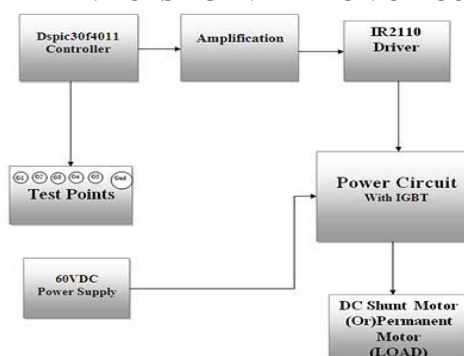 Dspic30f4011
Controller
Amplification
IR2110
Driver
G1 G2 G3 G4 G5 Gnd
Test Points
Power Circuit
With IGBT
60VDC
Power Supply
DC Shunt Motor
(Or)Permanent
Motor
(LOAD)